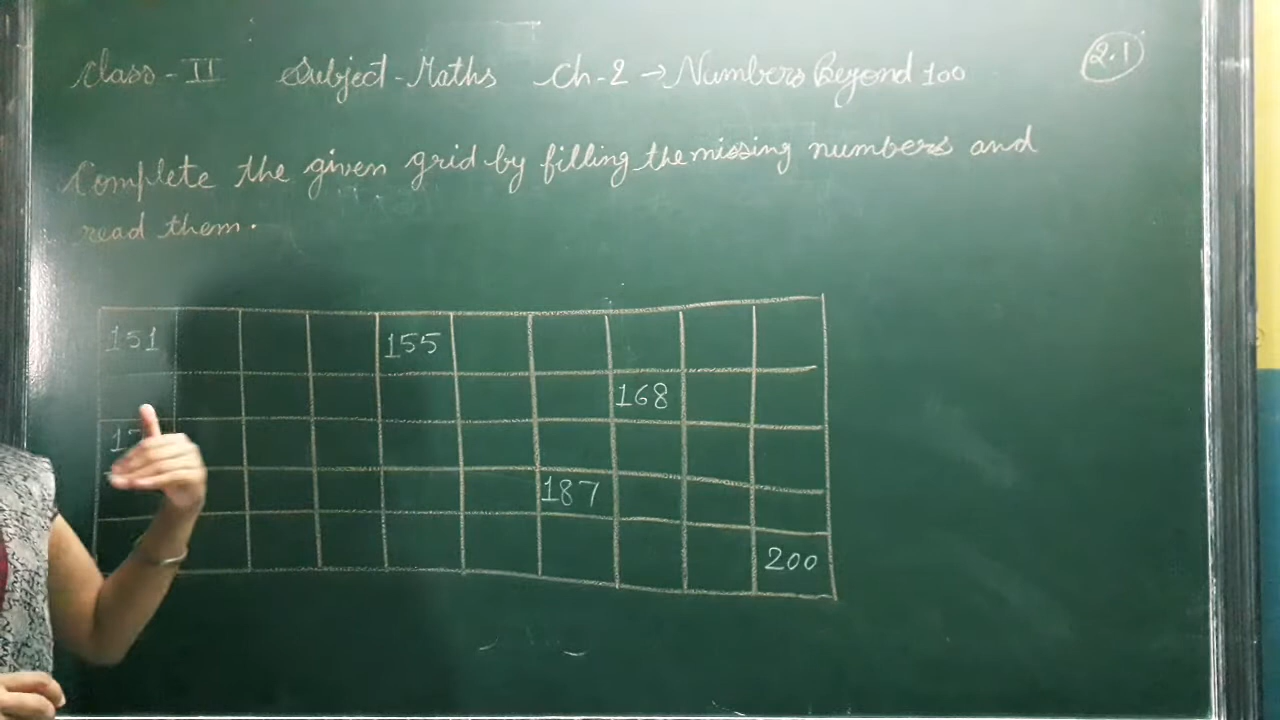 Class-II Subject-Maths Ch-2 → Numbers Beyond 100 2.1
Complete the given grid by filling the missing numbers and
read them.
151 155
168
187
200